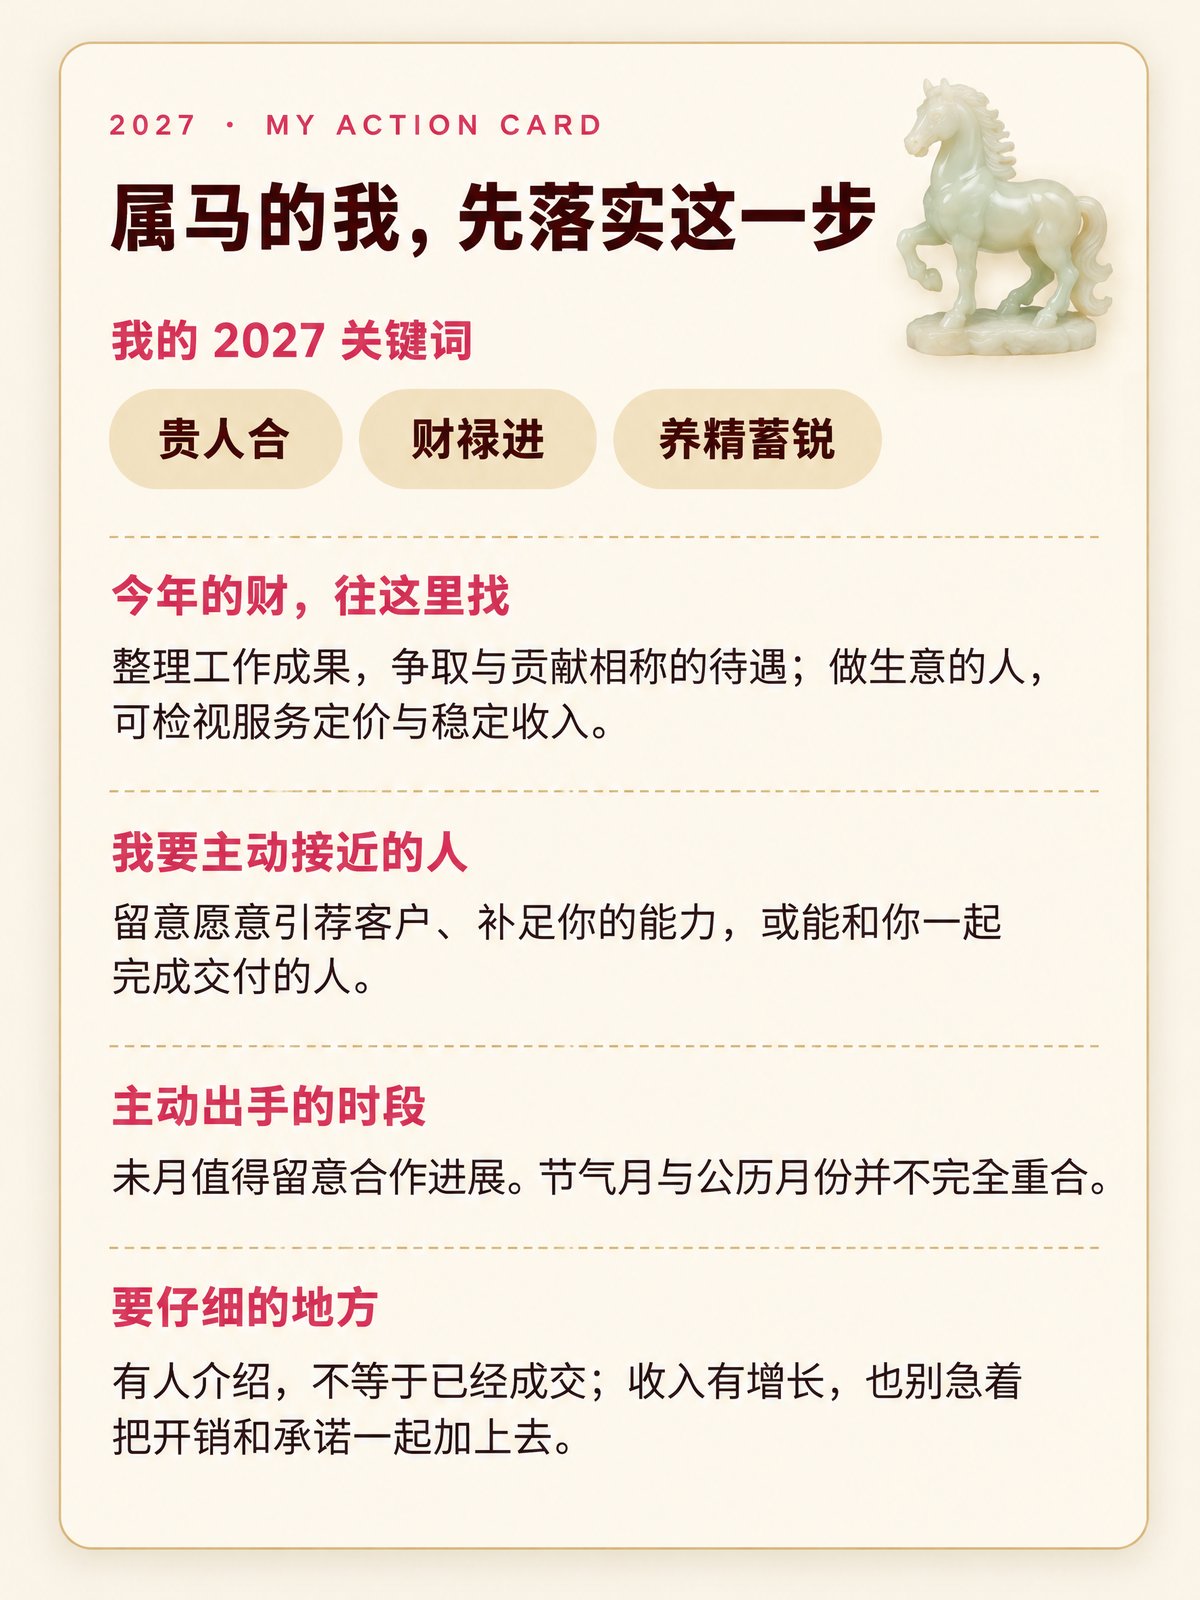 2027 · MY ACTION CARD
属马的我，先落实这一步
我的 2027 关键词
贵人合
财禄进
养精蓄锐
今年的财，往这里找
整理工作成果，争取与贡献相称的待遇；做生意的人，
可检视服务定价与稳定收入。
我要主动接近的人
留意愿意引荐客户、补足你的能力，或能和你一起
完成交付的人。
主动出手的时段
未月值得留意合作进展。节气月与公历月份并不完全重合。
要仔细的地方
有人介绍，不等于已经成交；收入有增长，也别急着
把开销和承诺一起加上去。